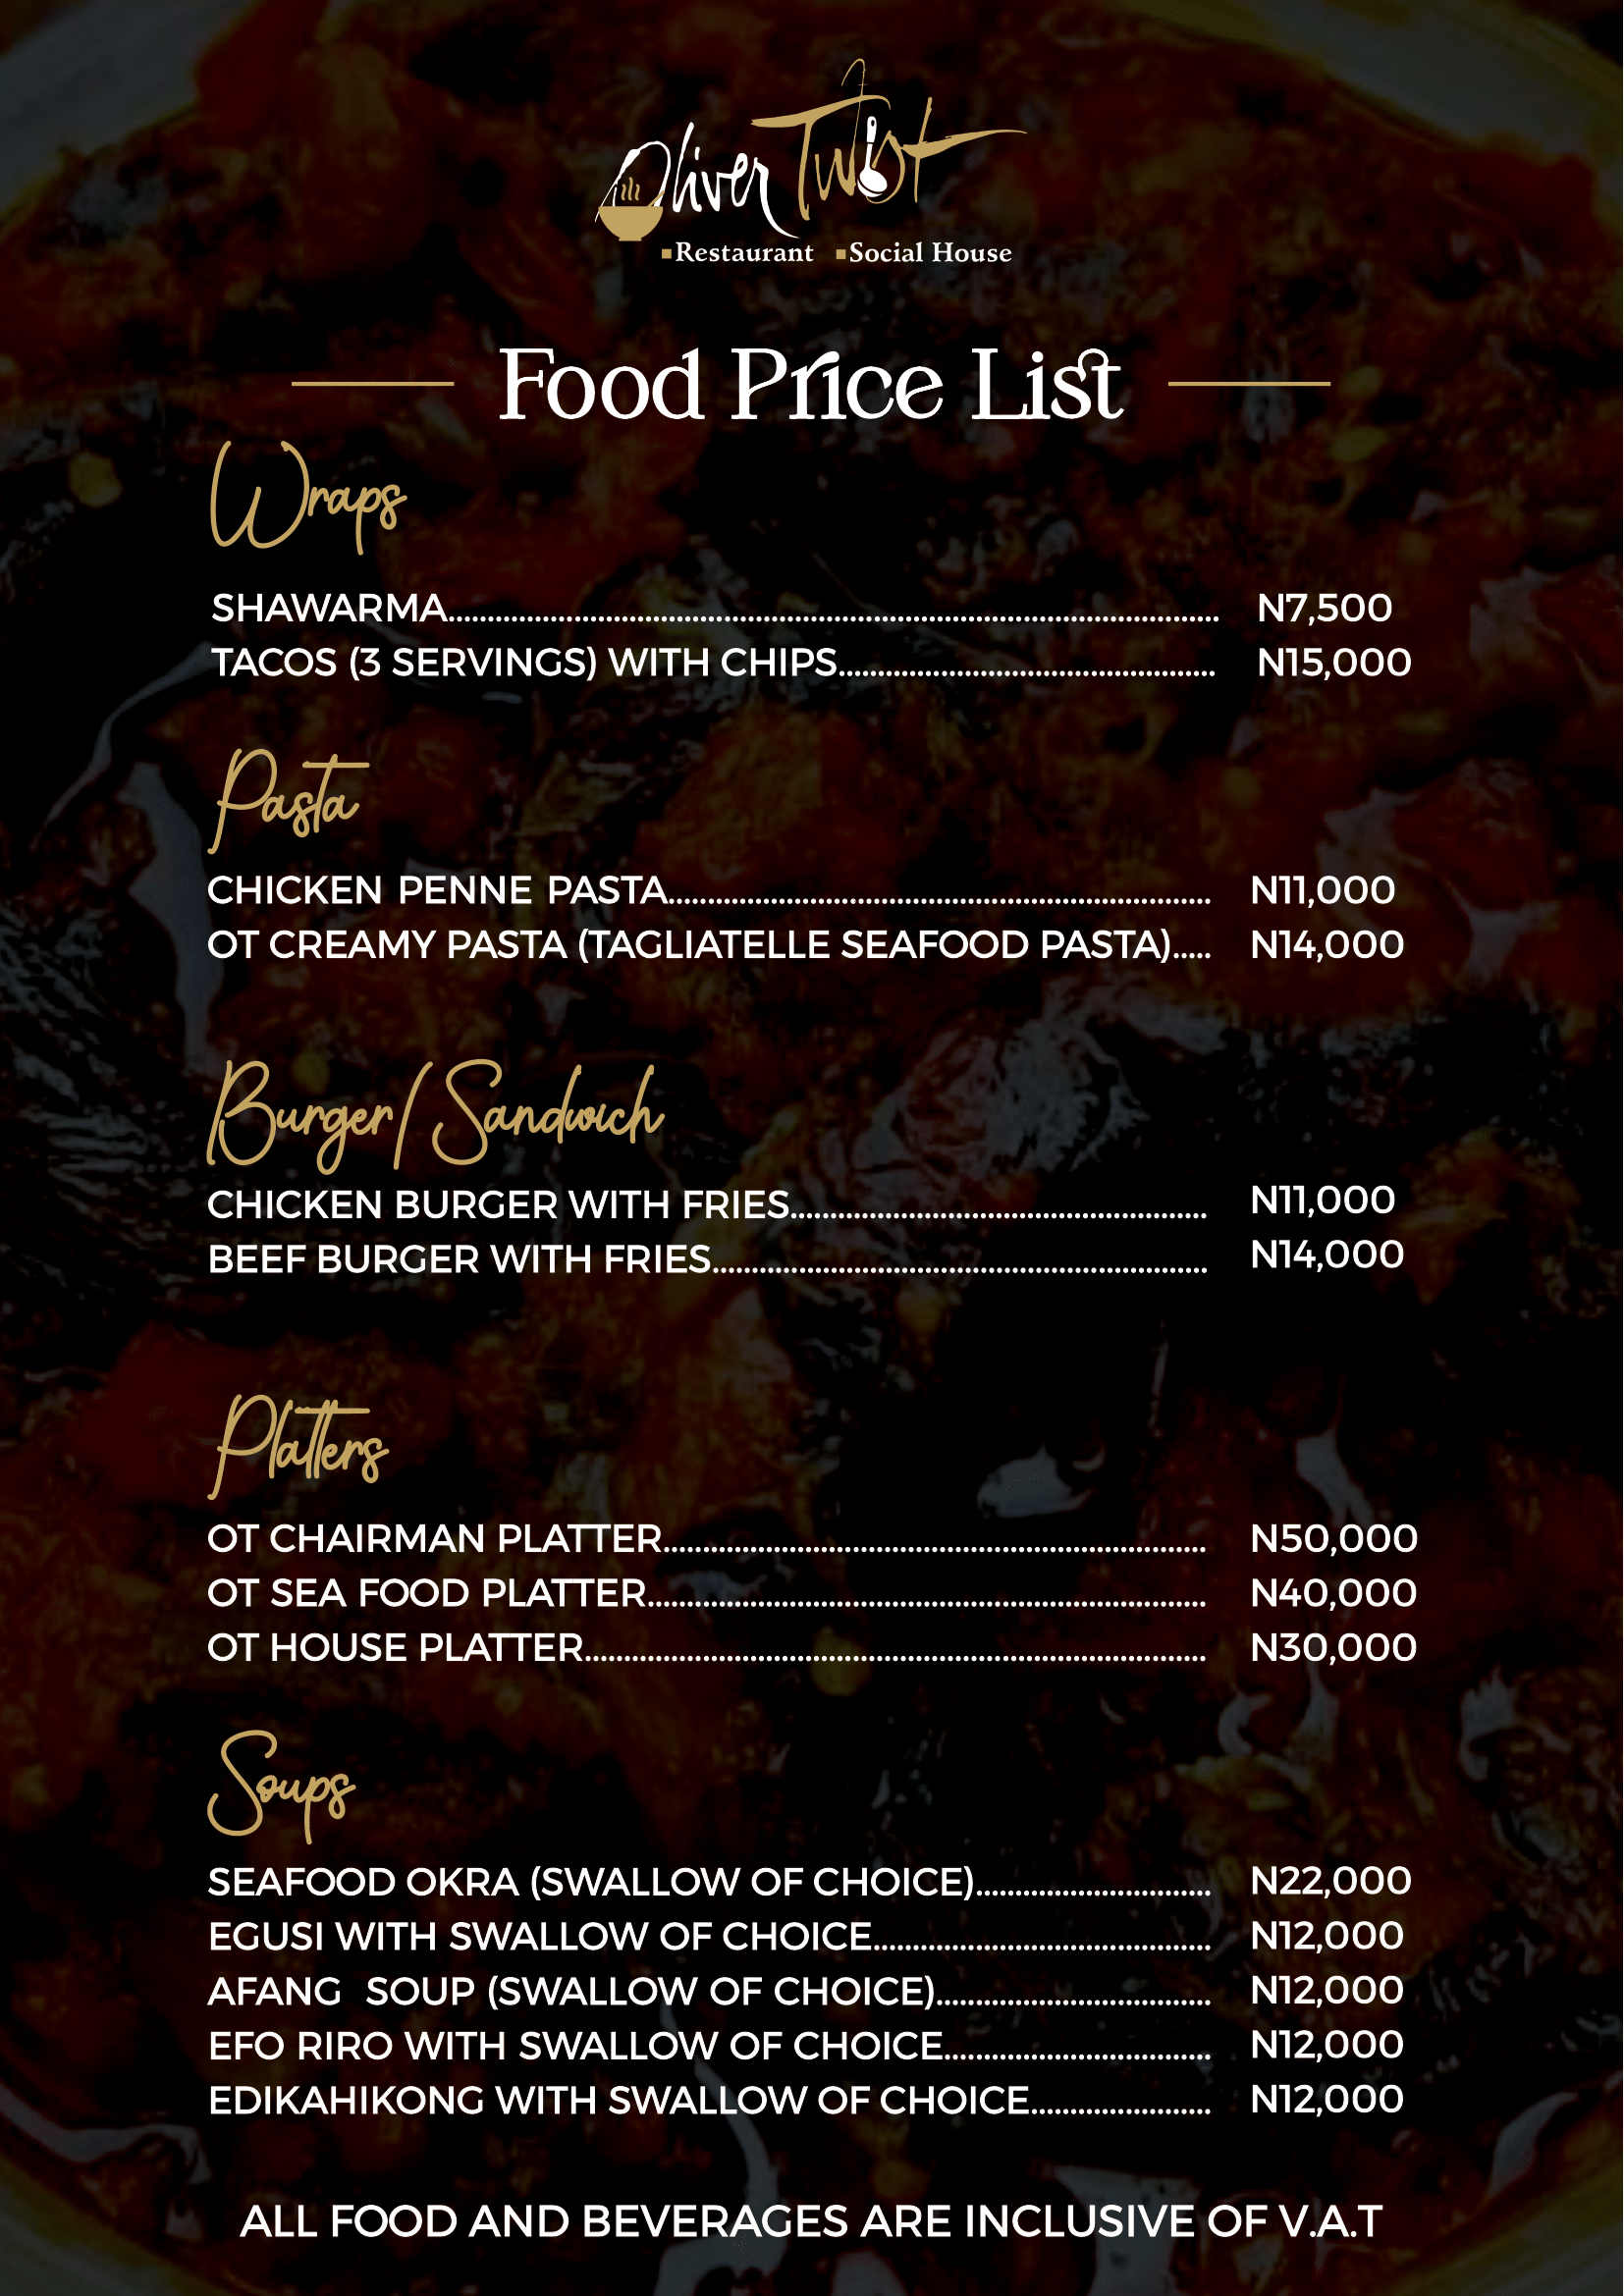 Oliver Twist
Restaurant Social House
Food Price List
Wraps
SHAWARMA.................................................................................................. N7,500
TACOS (3 SERVINGS) WITH CHIPS................................................ N15,000
Pasta
CHICKEN PENNE PASTA..................................................................... N11,000
OT CREAMY PASTA (TAGLIATELLE SEAFOOD PASTA)..... N14,000
Burger/Sandwich
CHICKEN BURGER WITH FRIES..................................................... N11,000
BEEF BURGER WITH FRIES............................................................... N14,000
Platters
OT CHAIRMAN PLATTER..................................................................... N50,000
OT SEA FOOD PLATTER....................................................................... N40,000
OT HOUSE PLATTER............................................................................... N30,000
Soups
SEAFOOD OKRA (SWALLOW OF CHOICE).............................. N22,000
EGUSI WITH SWALLOW OF CHOICE........................................... N12,000
AFANG SOUP (SWALLOW OF CHOICE)................................... N12,000
EFO RIRO WITH SWALLOW OF CHOICE.................................. N12,000
EDIKAHIKONG WITH SWALLOW OF CHOICE....................... N12,000
ALL FOOD AND BEVERAGES ARE INCLUSIVE OF V.A.T